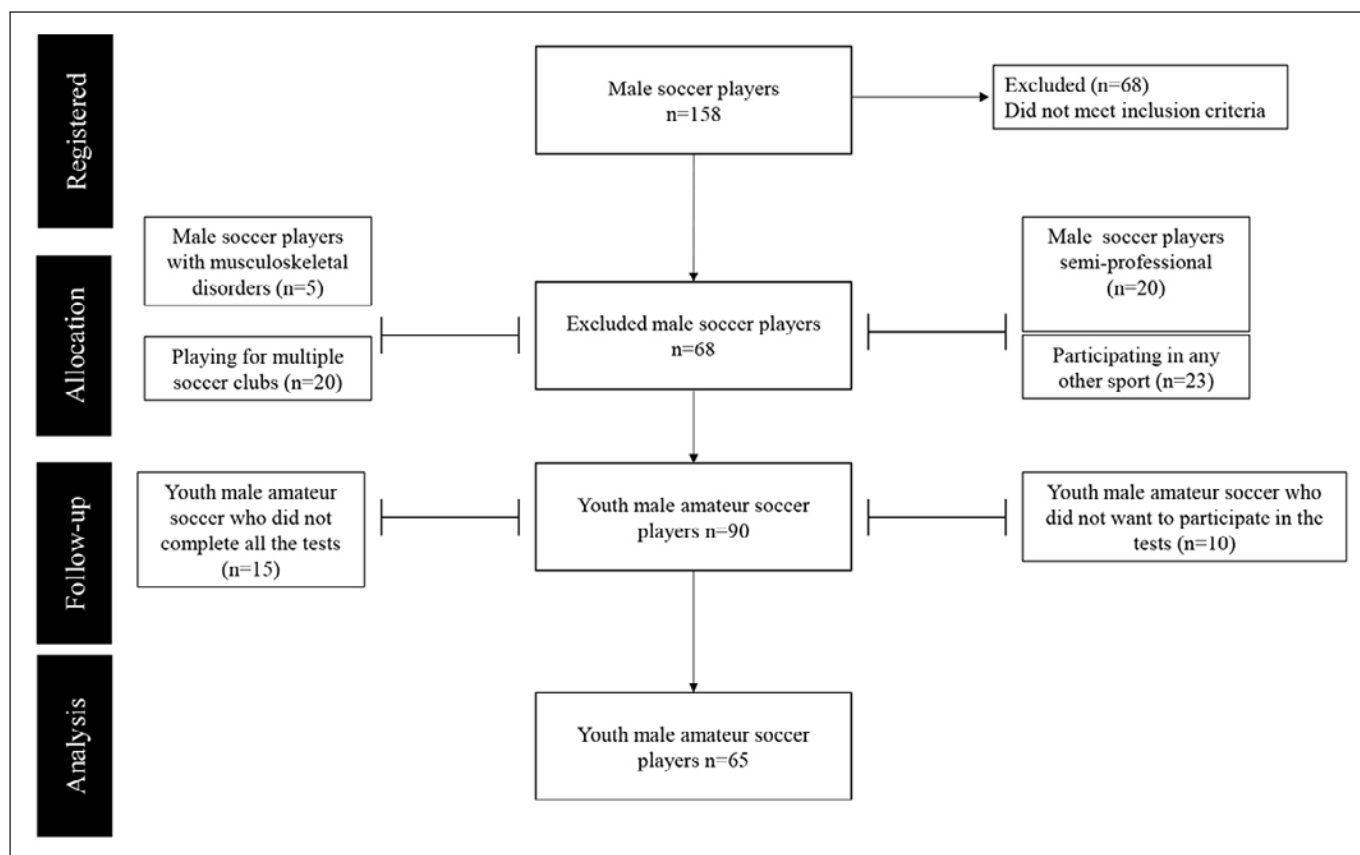 Registered
Male soccer players
n=158
Excluded (n=68)
Did not meet inclusion criteria
Allocation
Male soccer players
with musculoskeletal
disorders (n=5)
Playing for multiple
soccer clubs (n=20)
Excluded male soccer players
n=68
Male soccer players
semi-professional
(n=20)
Participating in any
other sport (n=23)
Follow-up
Youth male amateur
soccer who did not
complete all the tests
(n=15)
Youth male amateur soccer
players n=90
Youth male amateur soccer who
did not want to participate in the
tests (n=10)
Analysis
Youth male amateur soccer
players n=65